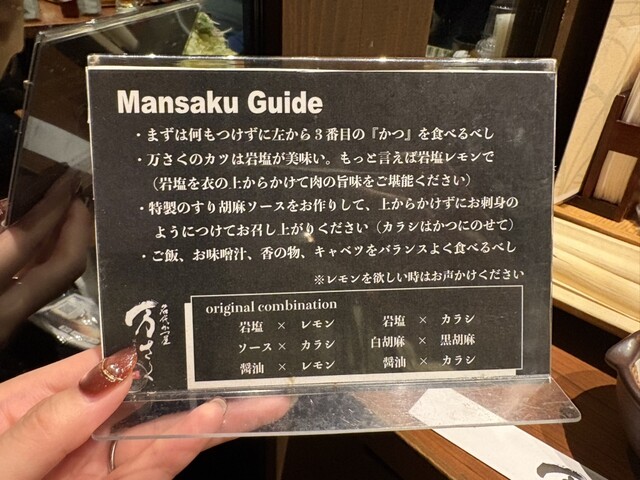 Mansaku Guide
・まずは何もつけずに左から3番目の『かつ』を食べるべし
・万さくのカツは岩塩が美味い。もっと言えば岩塩レモンで
(岩塩を衣の上からかけて肉の旨味をご堪能ください)
・特製のすり胡麻ソースをお作りして、上からかけずにお刺身の
ようにつけてお召し上がりください(カラシはかつにのせて)
・ご飯、お味噌汁、香の物、キャベツをバランスよく食べるべし
※レモンを欲しい時はお声かけください
original combination
岩塩 × レモン 岩塩 × カラシ
ソース × カラシ 白胡麻 × 黒胡麻
醤油 × レモン 醤油 × カラシ
名代かつ屋
万さく